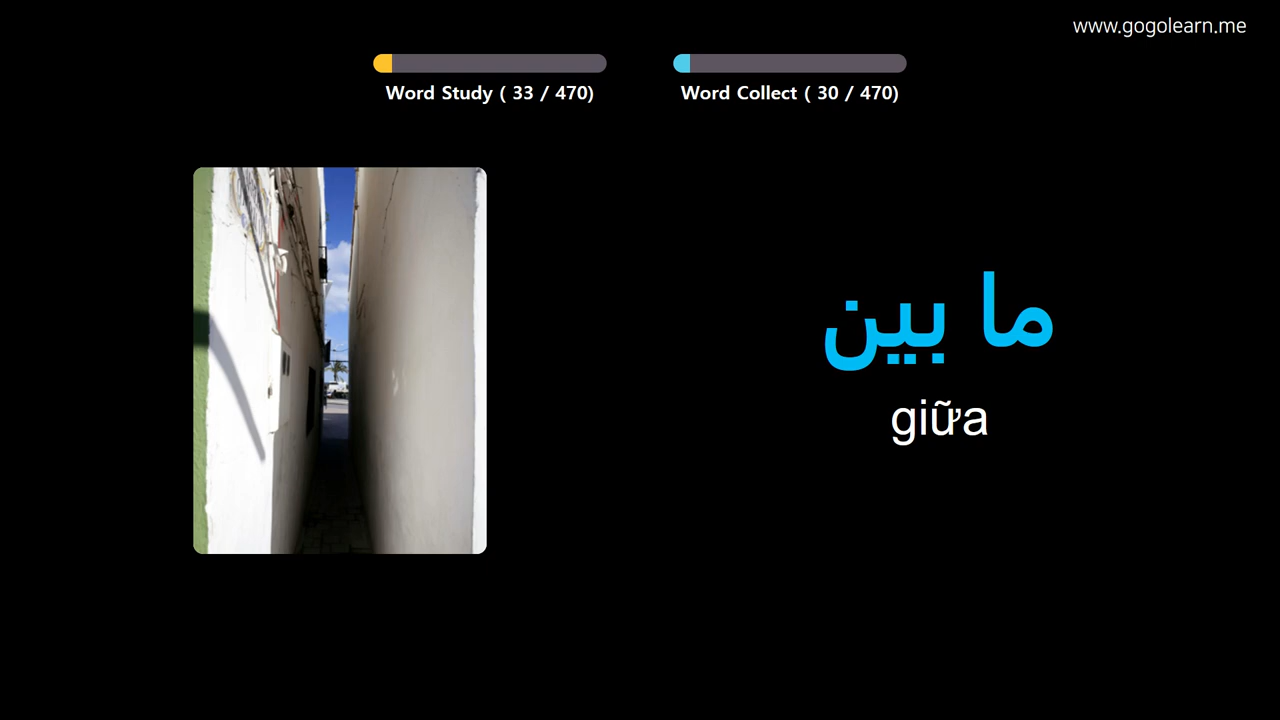 www.gogolearn.me
Word Study ( 33 / 470)
Word Collect ( 30 / 470)
ما بين
giữa